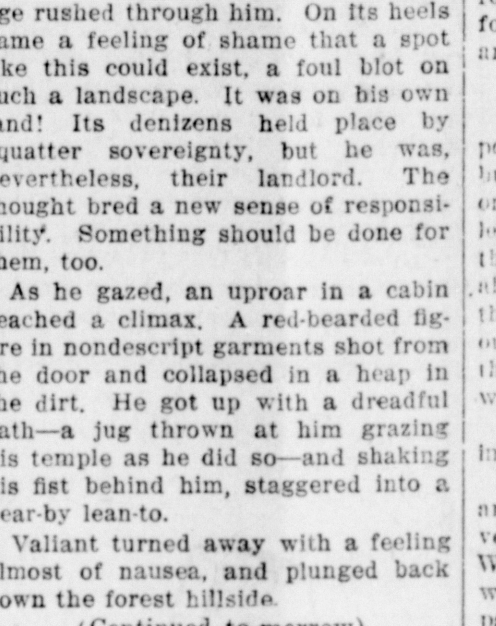 ge rushed through him. On its heels
ame a feeling of shame that a spot
ke this could exist, a foul blot on
uch a landscape. It was on his own
and! Its denizens held place by
quatter sovereignty, but he was,
evertheless, their landlord. The
hought bred a new sense of responsi-
ility. Something should be done for
hem, too.
As he gazed, an uproar in a cabin
eached a climax. A red-bearded fig-
re in nondescript garments shot from
he door and collapsed in a heap in
he dirt. He got up with a dreadful
ath—a jug thrown at him grazing
is temple as he did so—and shaking
is fist behind him, staggered into a
ear-by lean-to.
Valiant turned away with a feeling
lmost of nausea, and plunged back
own the forest hillside.
(Continued to-morrow)